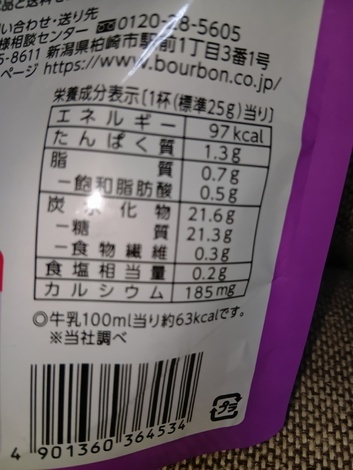 い合わせ・送り先 0120-28-5605
様相談センター
5-8611 新潟県柏崎市駅前1丁目3番1号
ページ https://www.bourbon.co.jp/
栄養成分表示〔1杯(標準25g)当り〕
エネルギー 97kcal
たんぱく質 1.3g
脂質 0.7g
−飽和脂肪酸 0.5g
炭水化物 21.6g
−糖質 21.3g
−食物繊維 0.3g
食塩相当量 0.2g
カルシウム 185mg
◎牛乳100ml当り約63kcalです。
※当社調べ
プラ
4 901360 364534